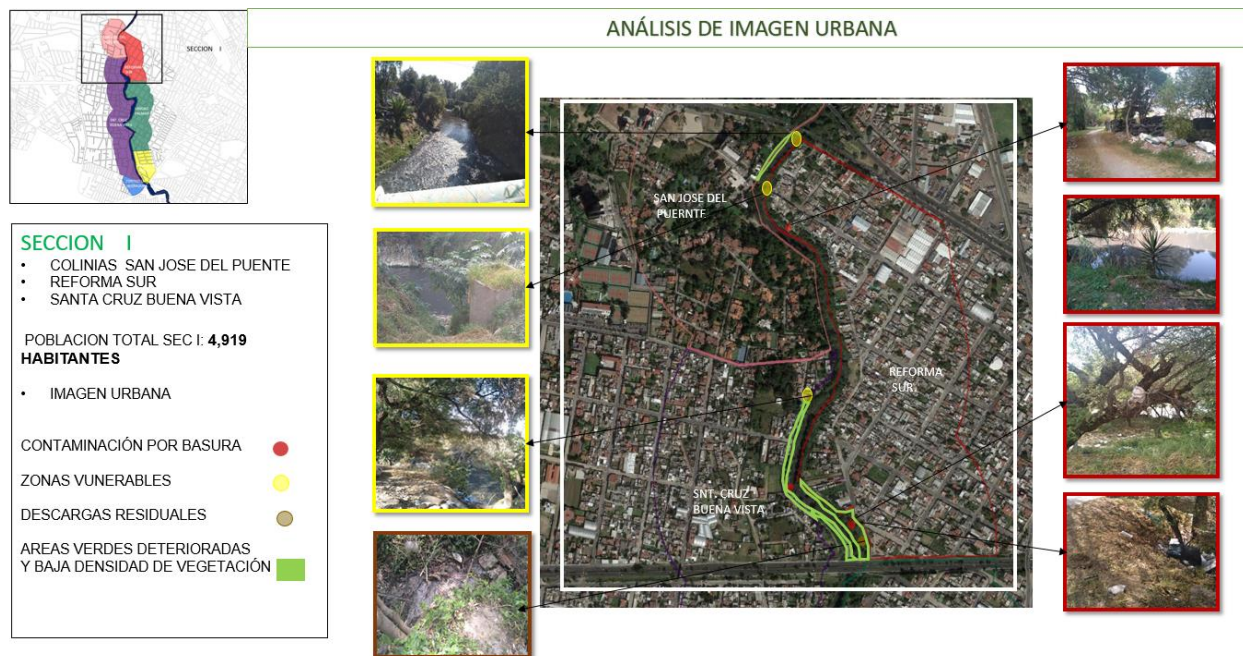 SECCION I
ANÁLISIS DE IMAGEN URBANA
SECCION I
• COLINIAS SAN JOSE DEL PUENTE
• REFORMA SUR
• SANTA CRUZ BUENA VISTA
POBLACION TOTAL SEC I: 4,919
HABITANTES
• IMAGEN URBANA
CONTAMINACIÓN POR BASURA
ZONAS VUNERABLES
DESCARGAS RESIDUALES
AREAS VERDES DETERIORADAS
Y BAJA DENSIDAD DE VEGETACIÓN
SAN JOSE DEL
PUERNTF
REFORMA
SUR
SNT. CRUZ
BUENA VISTA